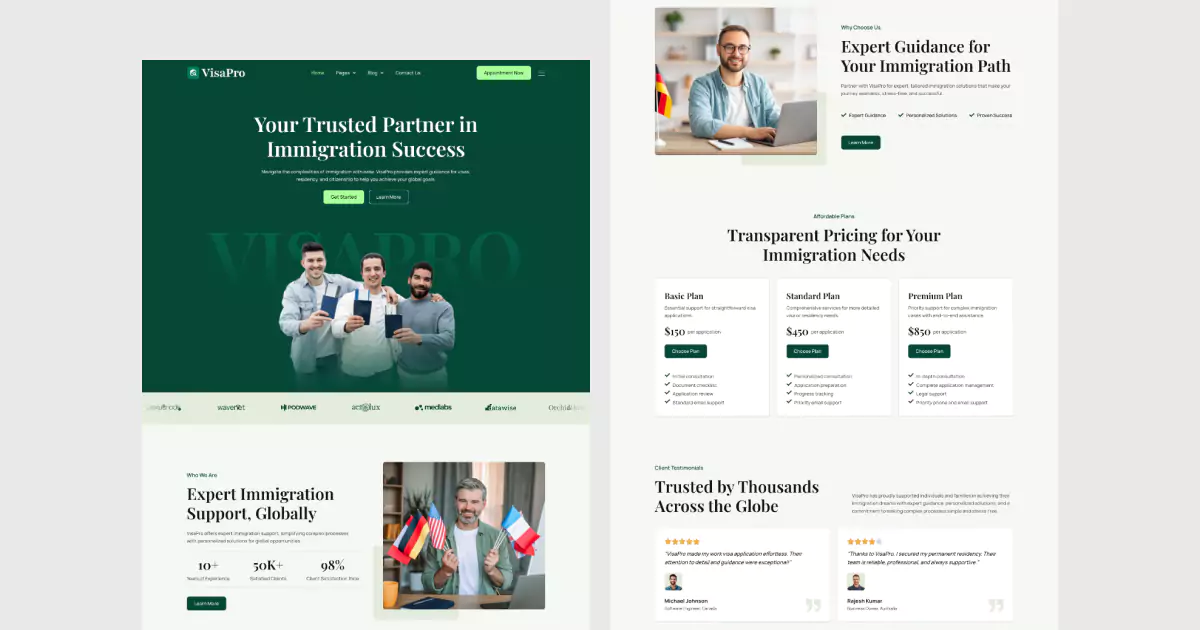 VisaPro
Home
Pages
Blog
Contact Us
Appointment Now
Your Trusted Partner in
Immigration Success
Navigate the complexities of immigration with ease. VisaPro provides expert guidance for visas,
residency, and citizenship to help you achieve your global goals.
Get Started
Learn More
VISAPRO
wavenet
PODWAVE
medlabs
Orchid
Who We Are
Expert Immigration
Support, Globally
VisaPro offers expert immigration support, simplifying complex processes
with personalized solutions for global opportunities.
10+
50K+
98%
Years of Experience
Satisfied Clients
Client Satisfaction Rate
Learn More
Why Choose Us
Expert Guidance for
Your Immigration Path
Partner with VisaPro for expert, tailored immigration solutions that make your
journey seamless, stress-free, and successful.
Expert Guidance
Personalized Solutions
Proven Success
Learn More
Affordable Plans
Transparent Pricing for Your
Immigration Needs
Basic Plan
Essential support for straightforward visa
applications.
$150 per application
Choose Plan
Initial consultation
Document checklist
Application review
Standard email support
Standard Plan
Comprehensive services for more detailed
visa or residency needs.
$450 per application
Choose Plan
Personalized consultation
Application preparation
Progress tracking
Priority email support
Premium Plan
Priority support for complex immigration
cases with end-to-end assistance.
$850 per application
Choose Plan
In-depth consultation
Complete application management
Legal support
Priority phone and email support
Client Testimonials
Trusted by Thousands
Across the Globe
VisaPro has proudly supported individuals and families in achieving their
immigration dreams with expert guidance, personalized solutions, and a
commitment to making complex processes simple and stress-free.
"VisaPro made my work visa application effortless. Their
attention to detail and guidance were exceptional!"
Michael Johnson
Software Engineer, Canada
"Thanks to VisaPro, I secured my permanent residency. Their
team is reliable, professional, and always supportive."
Rajesh Kumar
Business Owner, Australia